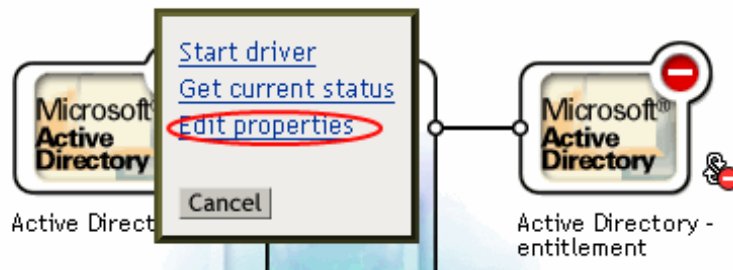 Start driver
Get current status
Edit properties
Cancel
Microsoft
Active
Directory
Active Direct
Microsoft®
Active
Directory
Active Directory -
entitlement